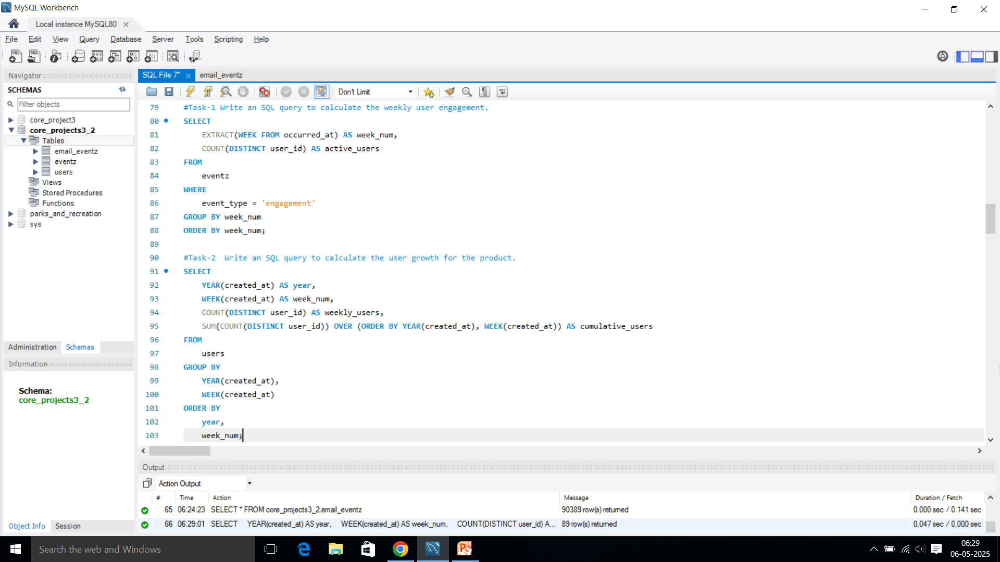 MySQL Workbench
Local instance MySQL80
File Edit View Query Database Server Tools Scripting Help
Navigator
SCHEMAS
Filter objects
core_project3
core_projects3_2
Tables
email_eventz
eventz
users
Views
Stored Procedures
Functions
parks_and_recreation
sys
Administration Schemas
Information
Schema:
core_projects3_2
Object Info Session
SQL File 7* email_eventz
Don't Limit
79 #Task-1 Write an SQL query to calculate the weekly user engagement.
80 SELECT
81 EXTRACT(WEEK FROM occurred_at) AS week_num,
82 COUNT(DISTINCT user_id) AS active_users
83 FROM
84 eventz
85 WHERE
86 event_type = 'engagement'
87 GROUP BY week_num
88 ORDER BY week_num;
89
90 #Task-2  Write an SQL query to calculate the user growth for the product.
91 SELECT
92 YEAR(created_at) AS year,
93 WEEK(created_at) AS week_num,
94 COUNT(DISTINCT user_id) AS weekly_users,
95 SUM(COUNT(DISTINCT user_id)) OVER (ORDER BY YEAR(created_at), WEEK(created_at)) AS cumulative_users
96 FROM
97 users
98 GROUP BY
99 YEAR(created_at),
100 WEEK(created_at)
101 ORDER BY
102 year,
103 week_num;
Output
Action Output
# Time Action Message Duration / Fetch
65 06:24:23 SELECT * FROM core_projects3_2.email_eventz 90389 row(s) returned 0.000 sec / 0.141 sec
66 06:29:01 SELECT YEAR(created_at) AS year, WEEK(created_at) AS week_num, COUNT(DISTINCT user_id) A... 89 row(s) returned 0.047 sec / 0.000 sec
Search the web and Windows
06:29
06-05-2025